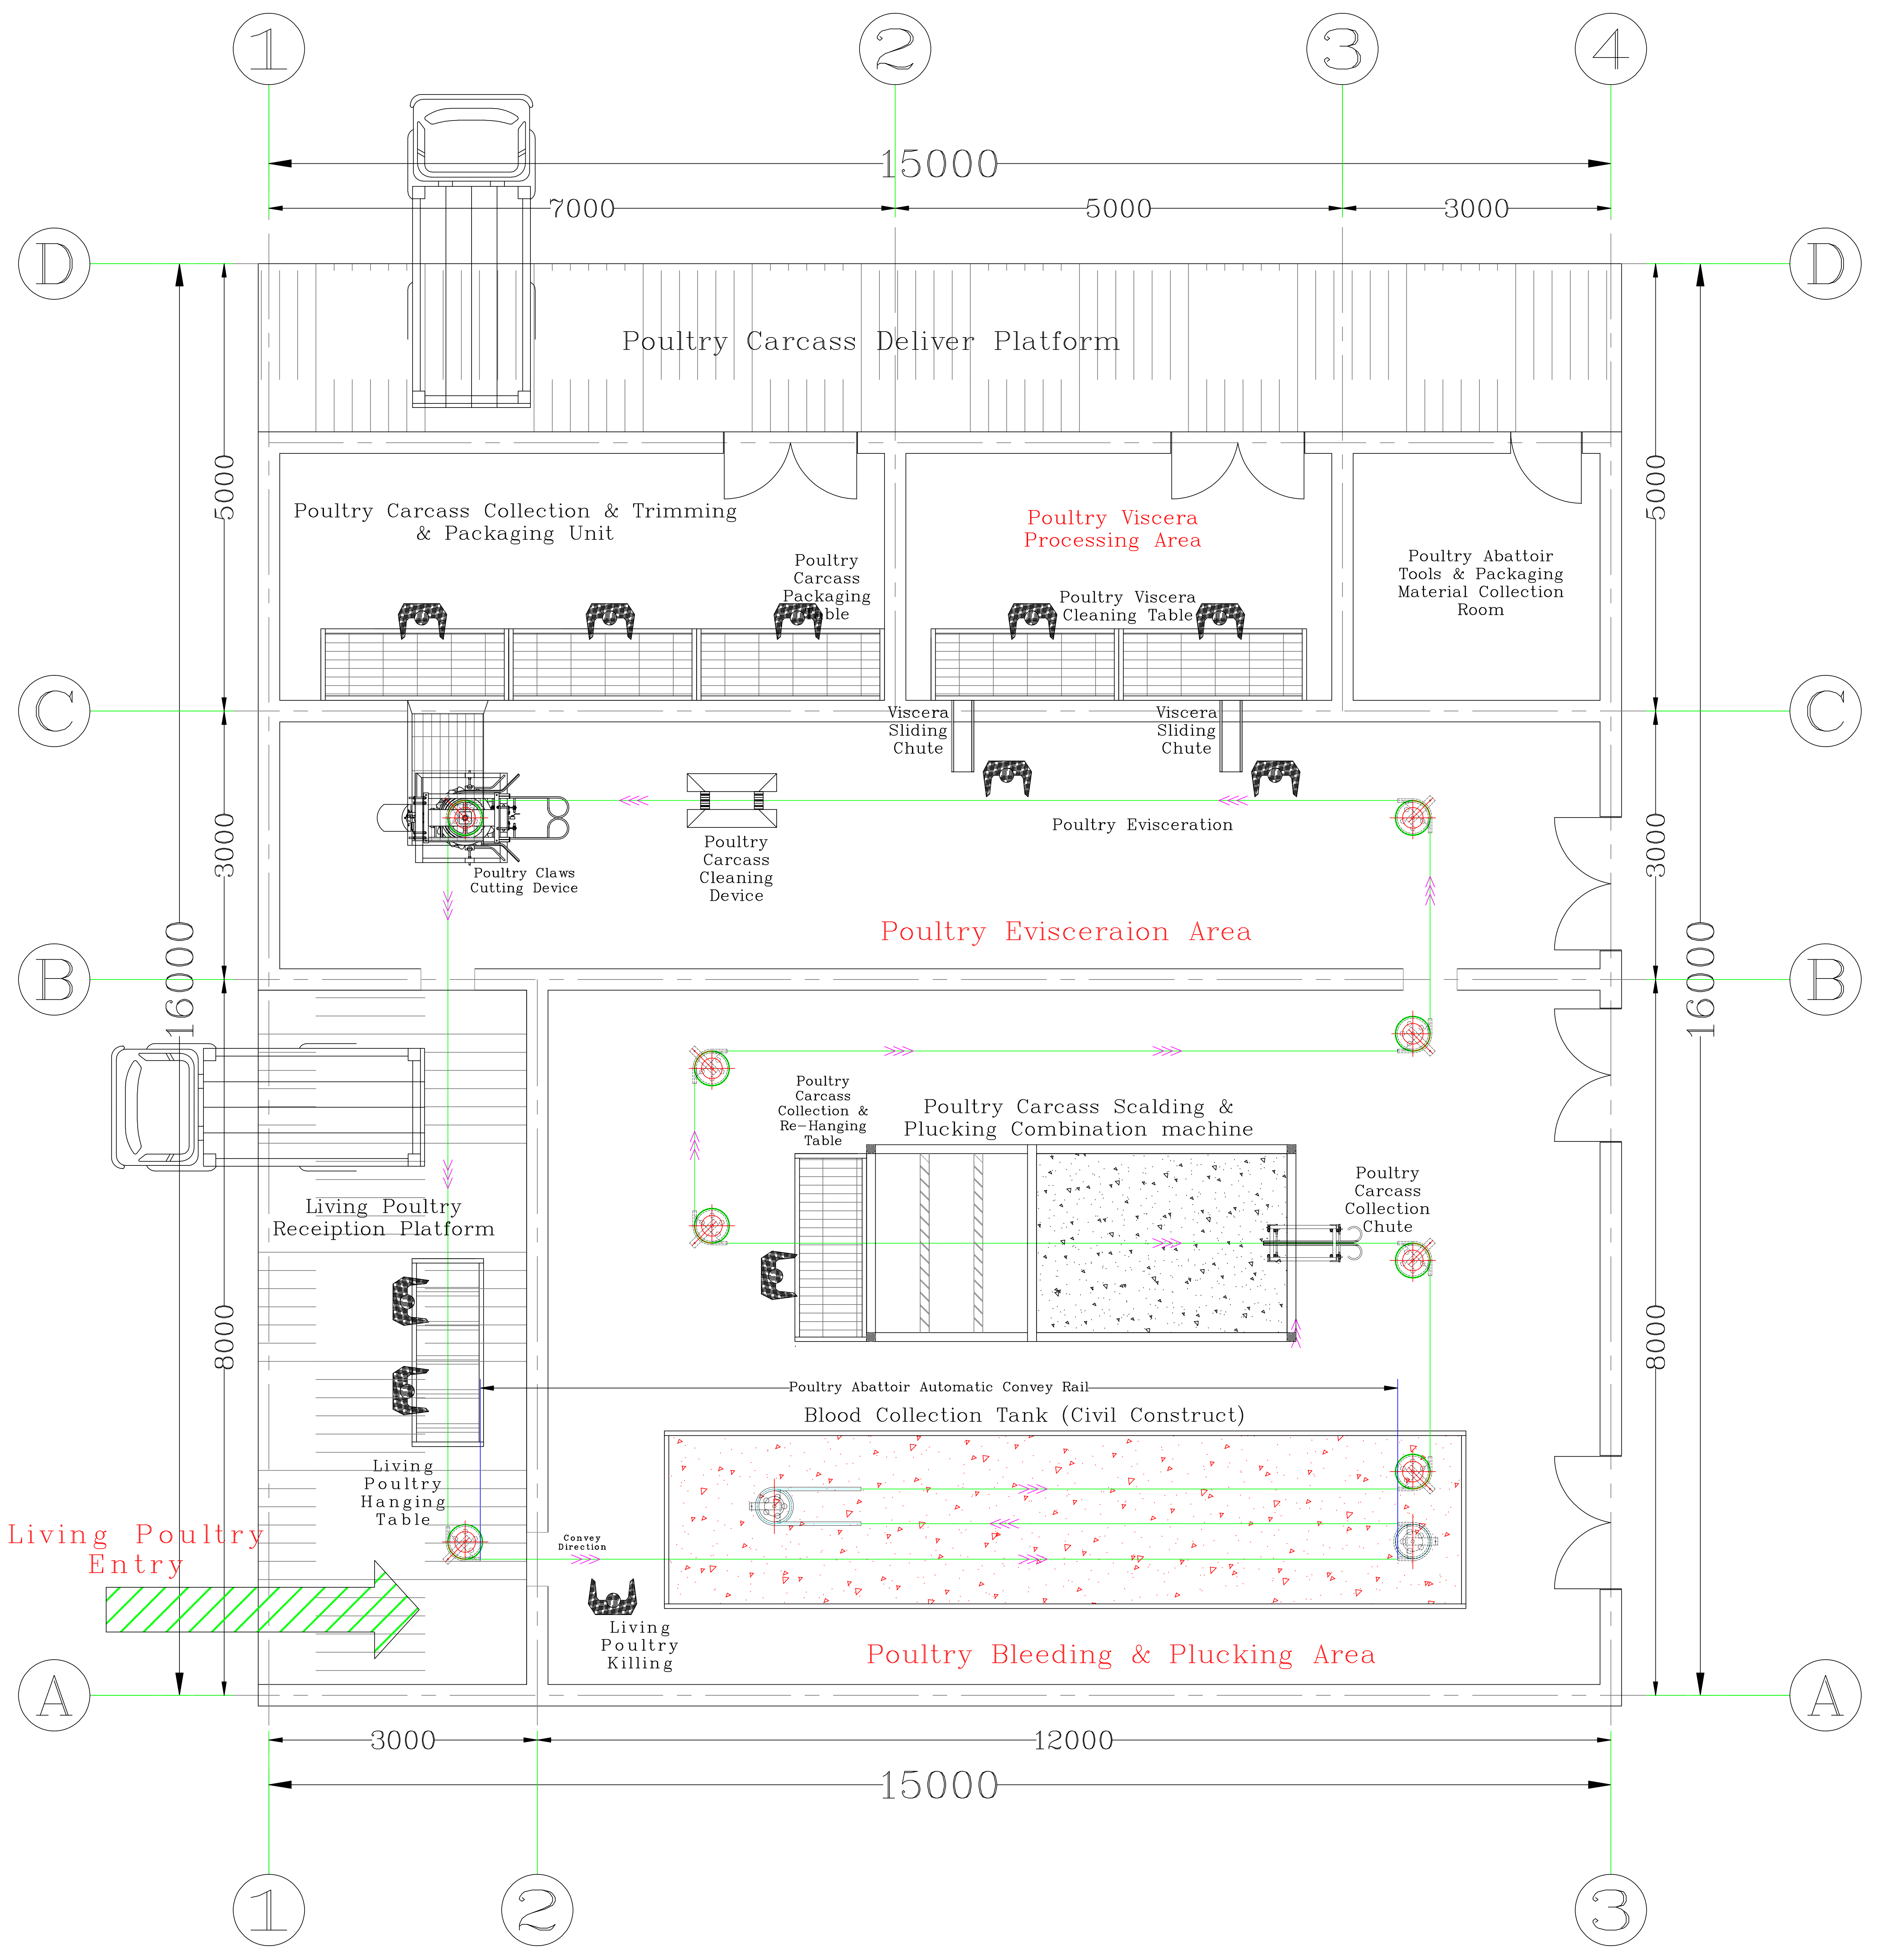 1
2
3
4
15000
7000
5000
3000
D
D
Poultry Carcass Deliver Platform
5000
5000
Poultry Carcass Collection & Trimming
& Packaging Unit
Poultry
Carcass
Packaging
Table
Poultry Viscera
Processing Area
Poultry Viscera
Cleaning Table
Poultry Abattoir
Tools & Packaging
Material Collection
Room
C
C
Viscera
Sliding
Chute
Viscera
Sliding
Chute
3000
3000
Poultry Evisceration
Poultry
Carcass
Cleaning
Device
Poultry Claws
Cutting Device
Poultry Evisceraion Area
16000
16000
B
B
Poultry
Carcass
Collection &
Re-Hanging
Table
Poultry Carcass Scalding &
Plucking Combination machine
Poultry
Carcass
Collection
Chute
Living Poultry
Receiption Platform
8000
8000
Poultry Abattoir Automatic Convey Rail
Blood Collection Tank (Civil Construct)
Living
Poultry
Hanging
Table
Living Poultry
Entry
Convey
Direction
Living
Poultry
Killing
Poultry Bleeding & Plucking Area
A
A
3000
12000
15000
1
2
3